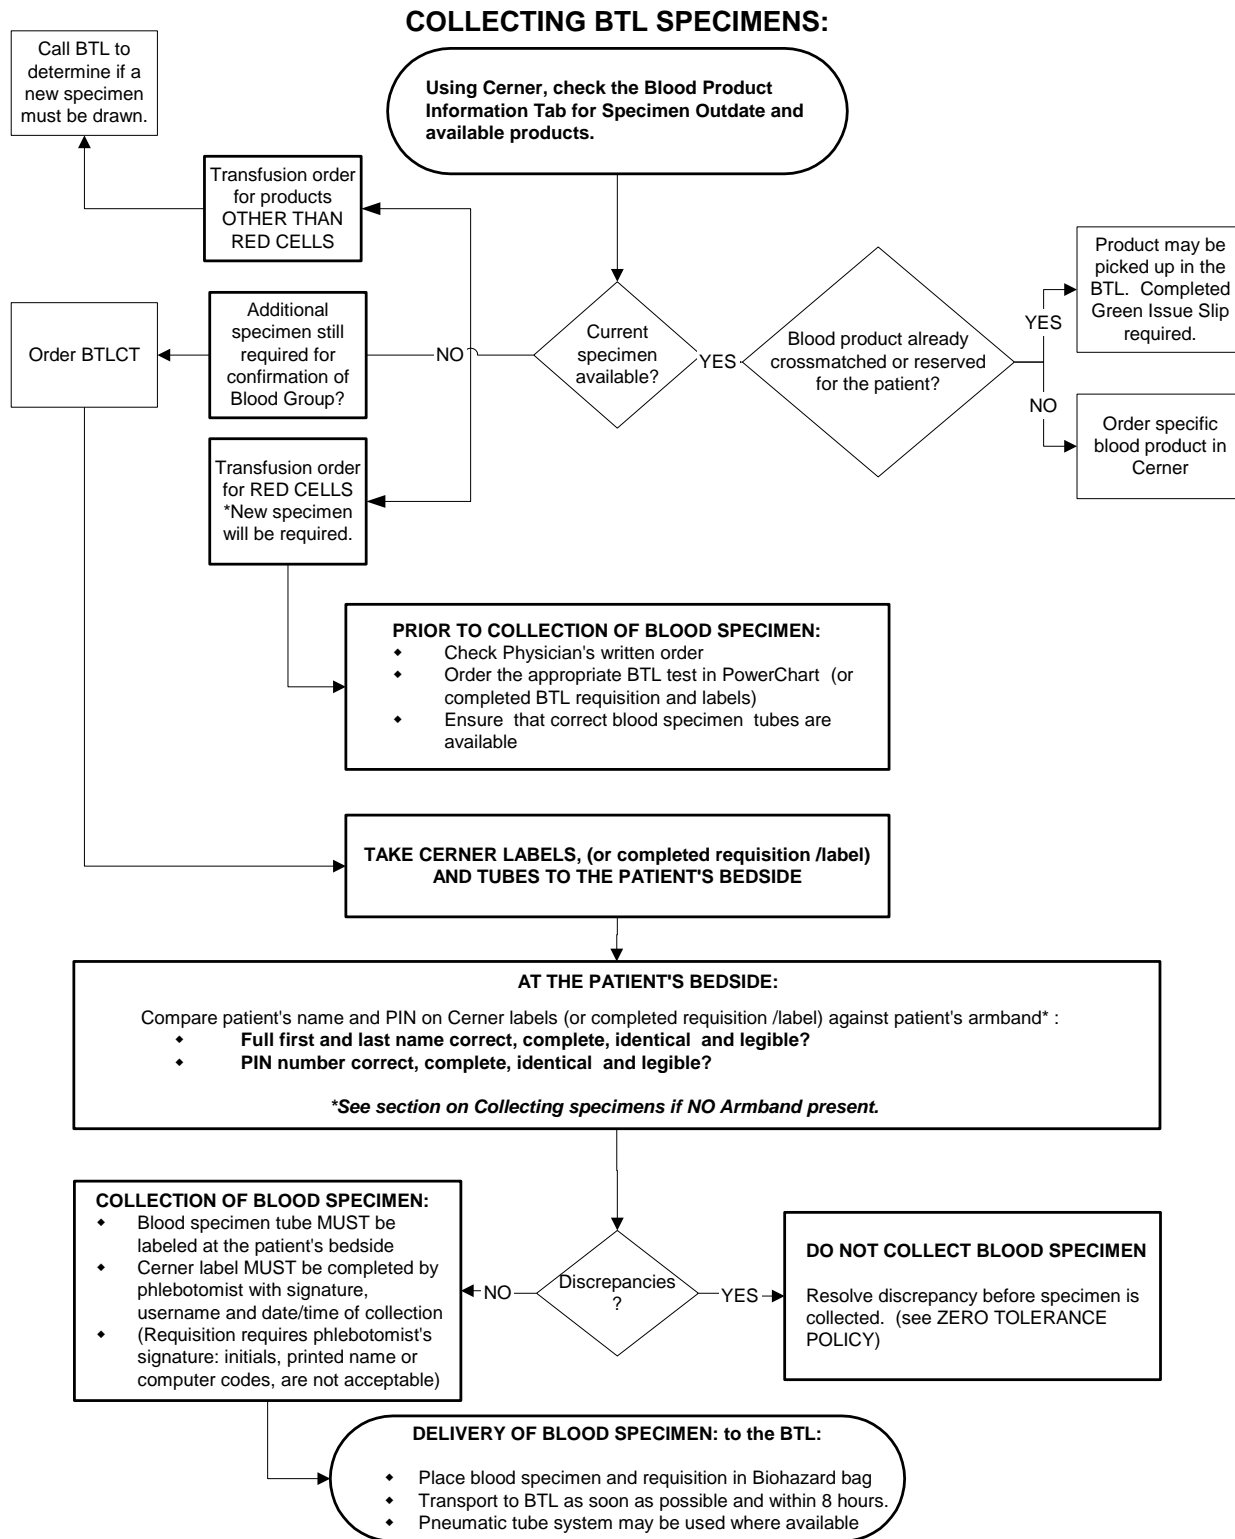 COLLECTING BTL SPECIMENS:
Call BTL to
determine if a
new specimen
must be drawn.
Using Cerner, check the Blood Product
Information Tab for Specimen Outdate and
available products.
Transfusion order
for products
OTHER THAN
RED CELLS
Product may be
picked up in the
BTL. Completed
Green Issue Slip
required.
Order BTLCT
Additional
specimen still
required for
confirmation of
Blood Group?
NO
Current
specimen
available?
YES
Blood product already
crossmatched or reserved
for the patient?
YES
NO
Order specific
blood product in
Cerner
Transfusion order
for RED CELLS
*New specimen
will be required.
PRIOR TO COLLECTION OF BLOOD SPECIMEN:
◆ Check Physician's written order
◆ Order the appropriate BTL test in PowerChart (or
completed BTL requisition and labels)
◆ Ensure that correct blood specimen tubes are
available
TAKE CERNER LABELS, (or completed requisition /label)
AND TUBES TO THE PATIENT'S BEDSIDE
AT THE PATIENT'S BEDSIDE:
Compare patient's name and PIN on Cerner labels (or completed requisition /label) against patient's armband* :
◆ Full first and last name correct, complete, identical and legible?
◆ PIN number correct, complete, identical and legible?
*See section on Collecting specimens if NO Armband present.
COLLECTION OF BLOOD SPECIMEN:
◆ Blood specimen tube MUST be
labeled at the patient's bedside
◆ Cerner label MUST be completed by
phlebotomist with signature,
username and date/time of collection
◆ (Requisition requires phlebotomist's
signature: initials, printed name or
computer codes, are not acceptable)
NO
Discrepancies
?
YES
DO NOT COLLECT BLOOD SPECIMEN
Resolve discrepancy before specimen is
collected. (see ZERO TOLERANCE
POLICY)
DELIVERY OF BLOOD SPECIMEN: to the BTL:
◆ Place blood specimen and requisition in Biohazard bag
◆ Transport to BTL as soon as possible and within 8 hours.
◆ Pneumatic tube system may be used where available